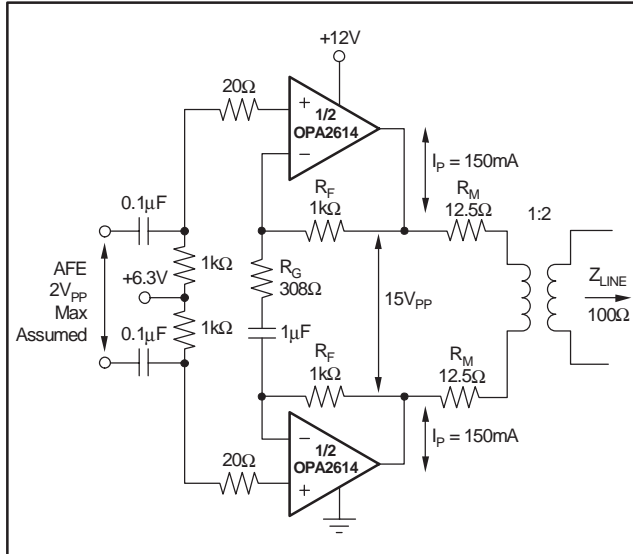 +12V
20Ω
+
1/2
OPA2614
−
I_P = 150mA
R_F
1kΩ
R_M
12.5Ω
1:2
0.1µF
1kΩ
AFE
2V_PP
Max
Assumed
+6.3V
R_G
308Ω
15V_PP
Z_LINE
100Ω
1kΩ
1µF
0.1µF
R_F
1kΩ
R_M
12.5Ω
−
1/2
OPA2614
+
I_P = 150mA
20Ω